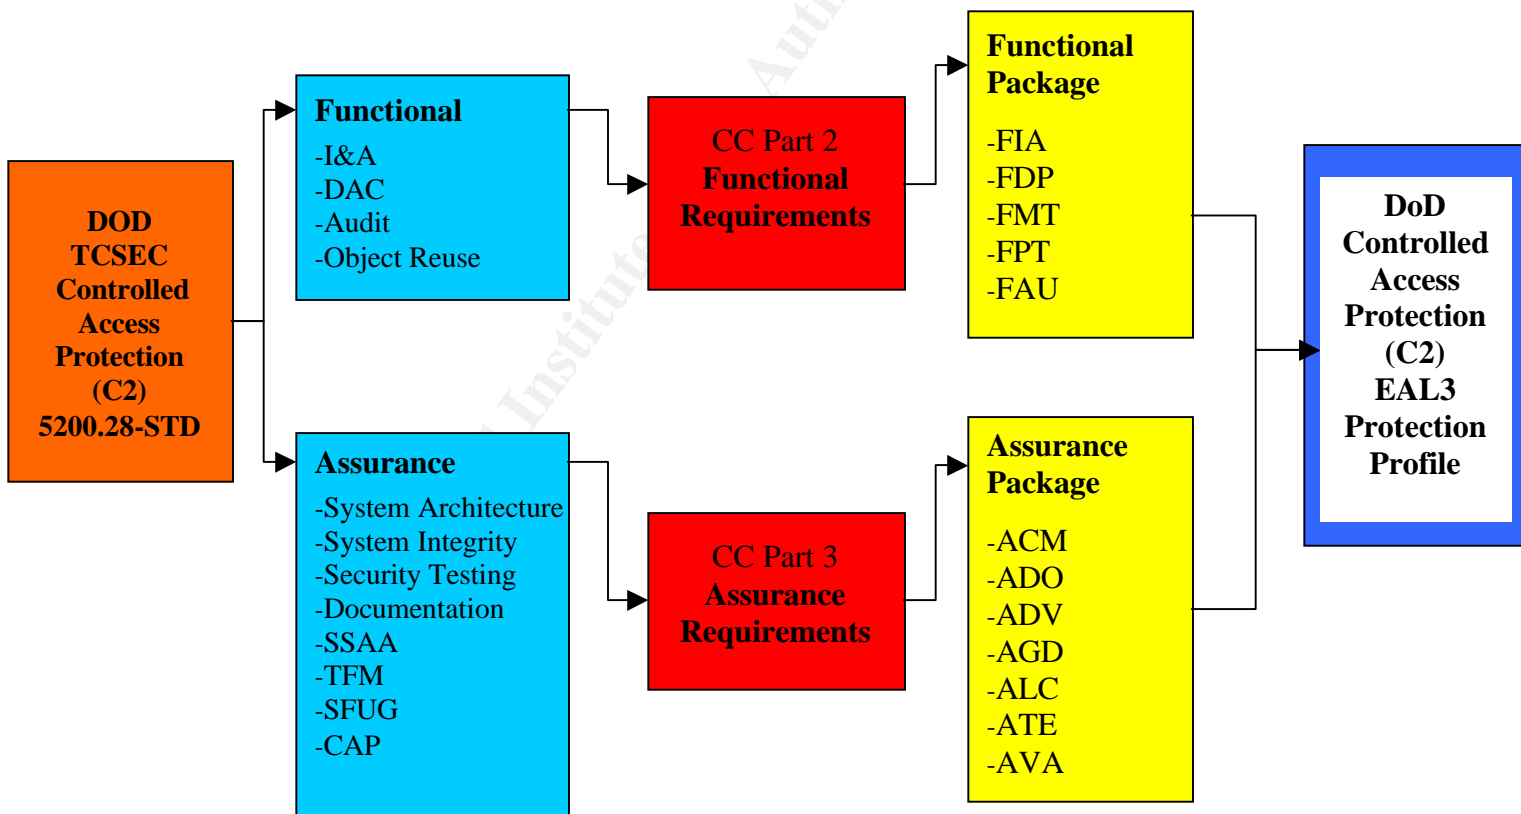 DOD
TCSEC
Controlled
Access
Protection
(C2)
5200.28-STD
Functional
-I&A
-DAC
-Audit
-Object Reuse
Assurance
-System Architecture
-System Integrity
-Security Testing
-Documentation
-SSAA
-TFM
-SFUG
-CAP
CC Part 2
Functional
Requirements
CC Part 3
Assurance
Requirements
Functional
Package
-FIA
-FDP
-FMT
-FPT
-FAU
Assurance
Package
-ACM
-ADO
-ADV
-AGD
-ALC
-ATE
-AVA
DoD
Controlled
Access
Protection
(C2)
EAL3
Protection
Profile
Institute